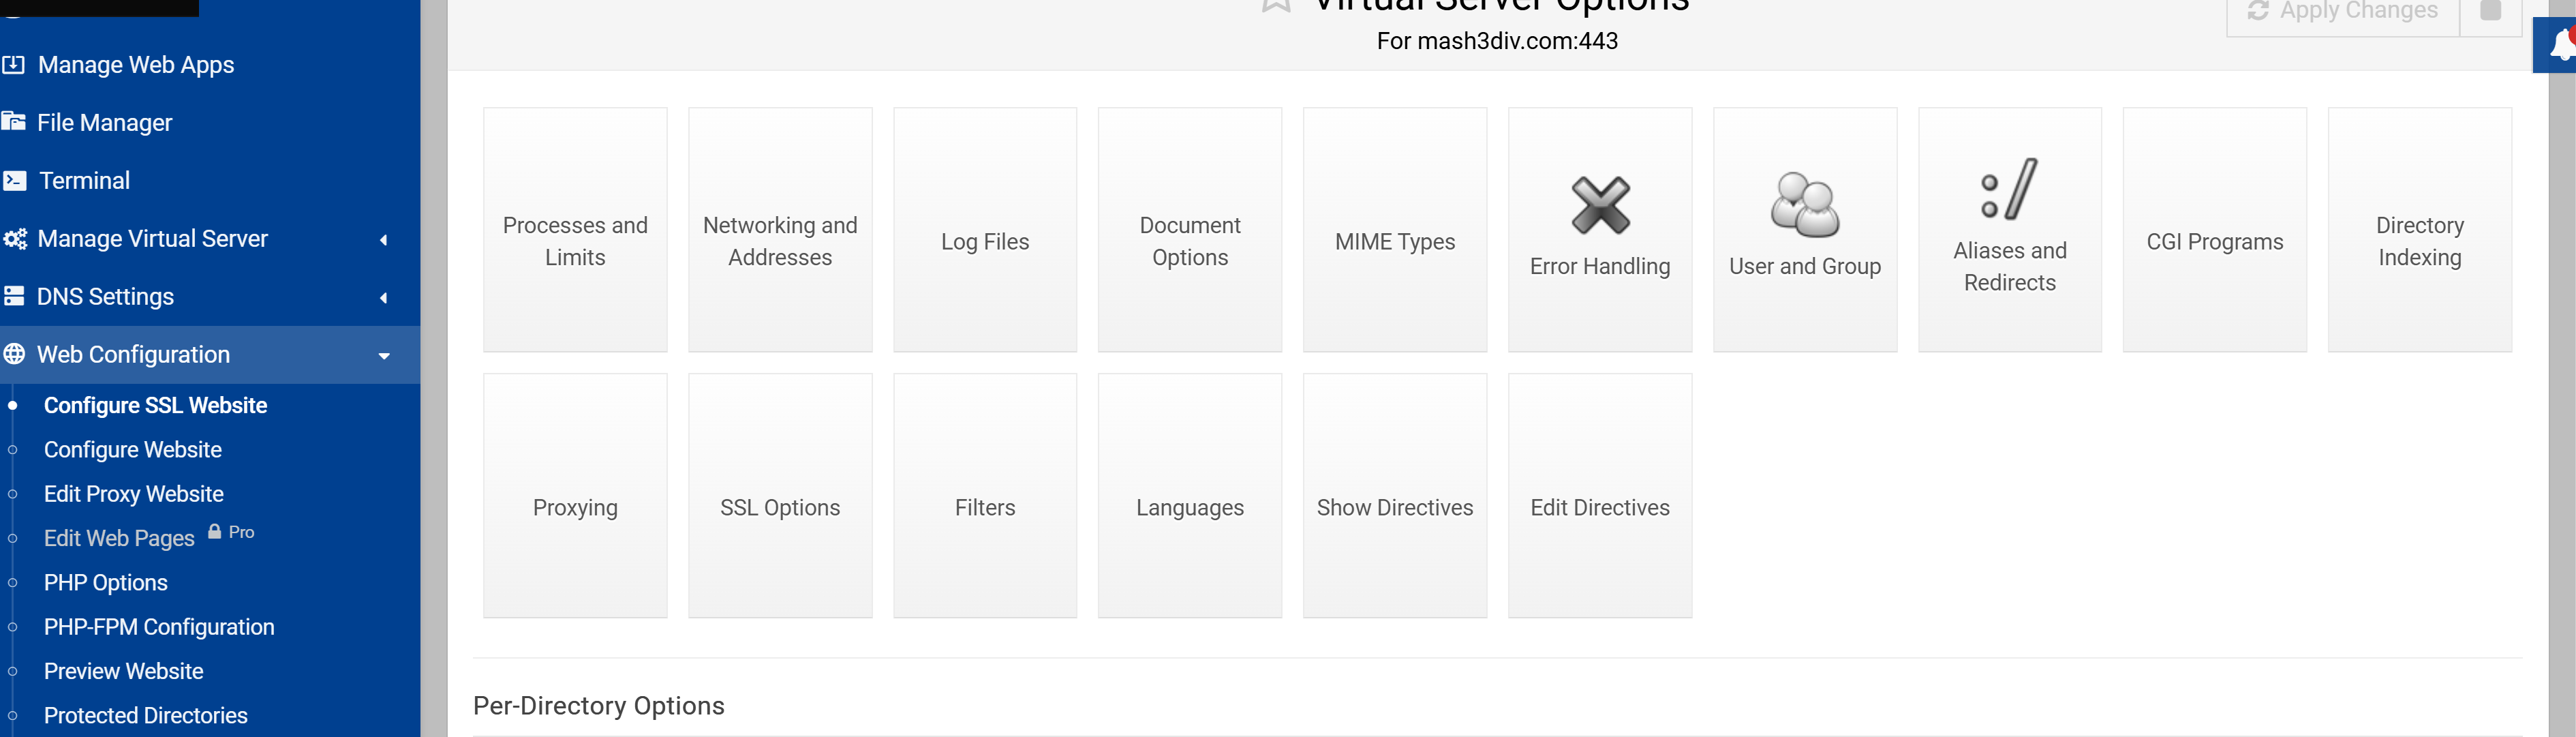 Virtual Server Options
For mash3div.com:443
Apply Changes
Manage Web Apps
File Manager
Terminal
Manage Virtual Server
DNS Settings
Web Configuration
Configure SSL Website
Configure Website
Edit Proxy Website
Edit Web Pages Pro
PHP Options
PHP-FPM Configuration
Preview Website
Protected Directories
Processes and
Limits
Networking and
Addresses
Log Files
Document
Options
MIME Types
Error Handling
User and Group
Aliases and
Redirects
CGI Programs
Directory
Indexing
Proxying
SSL Options
Filters
Languages
Show Directives
Edit Directives
Per-Directory Options